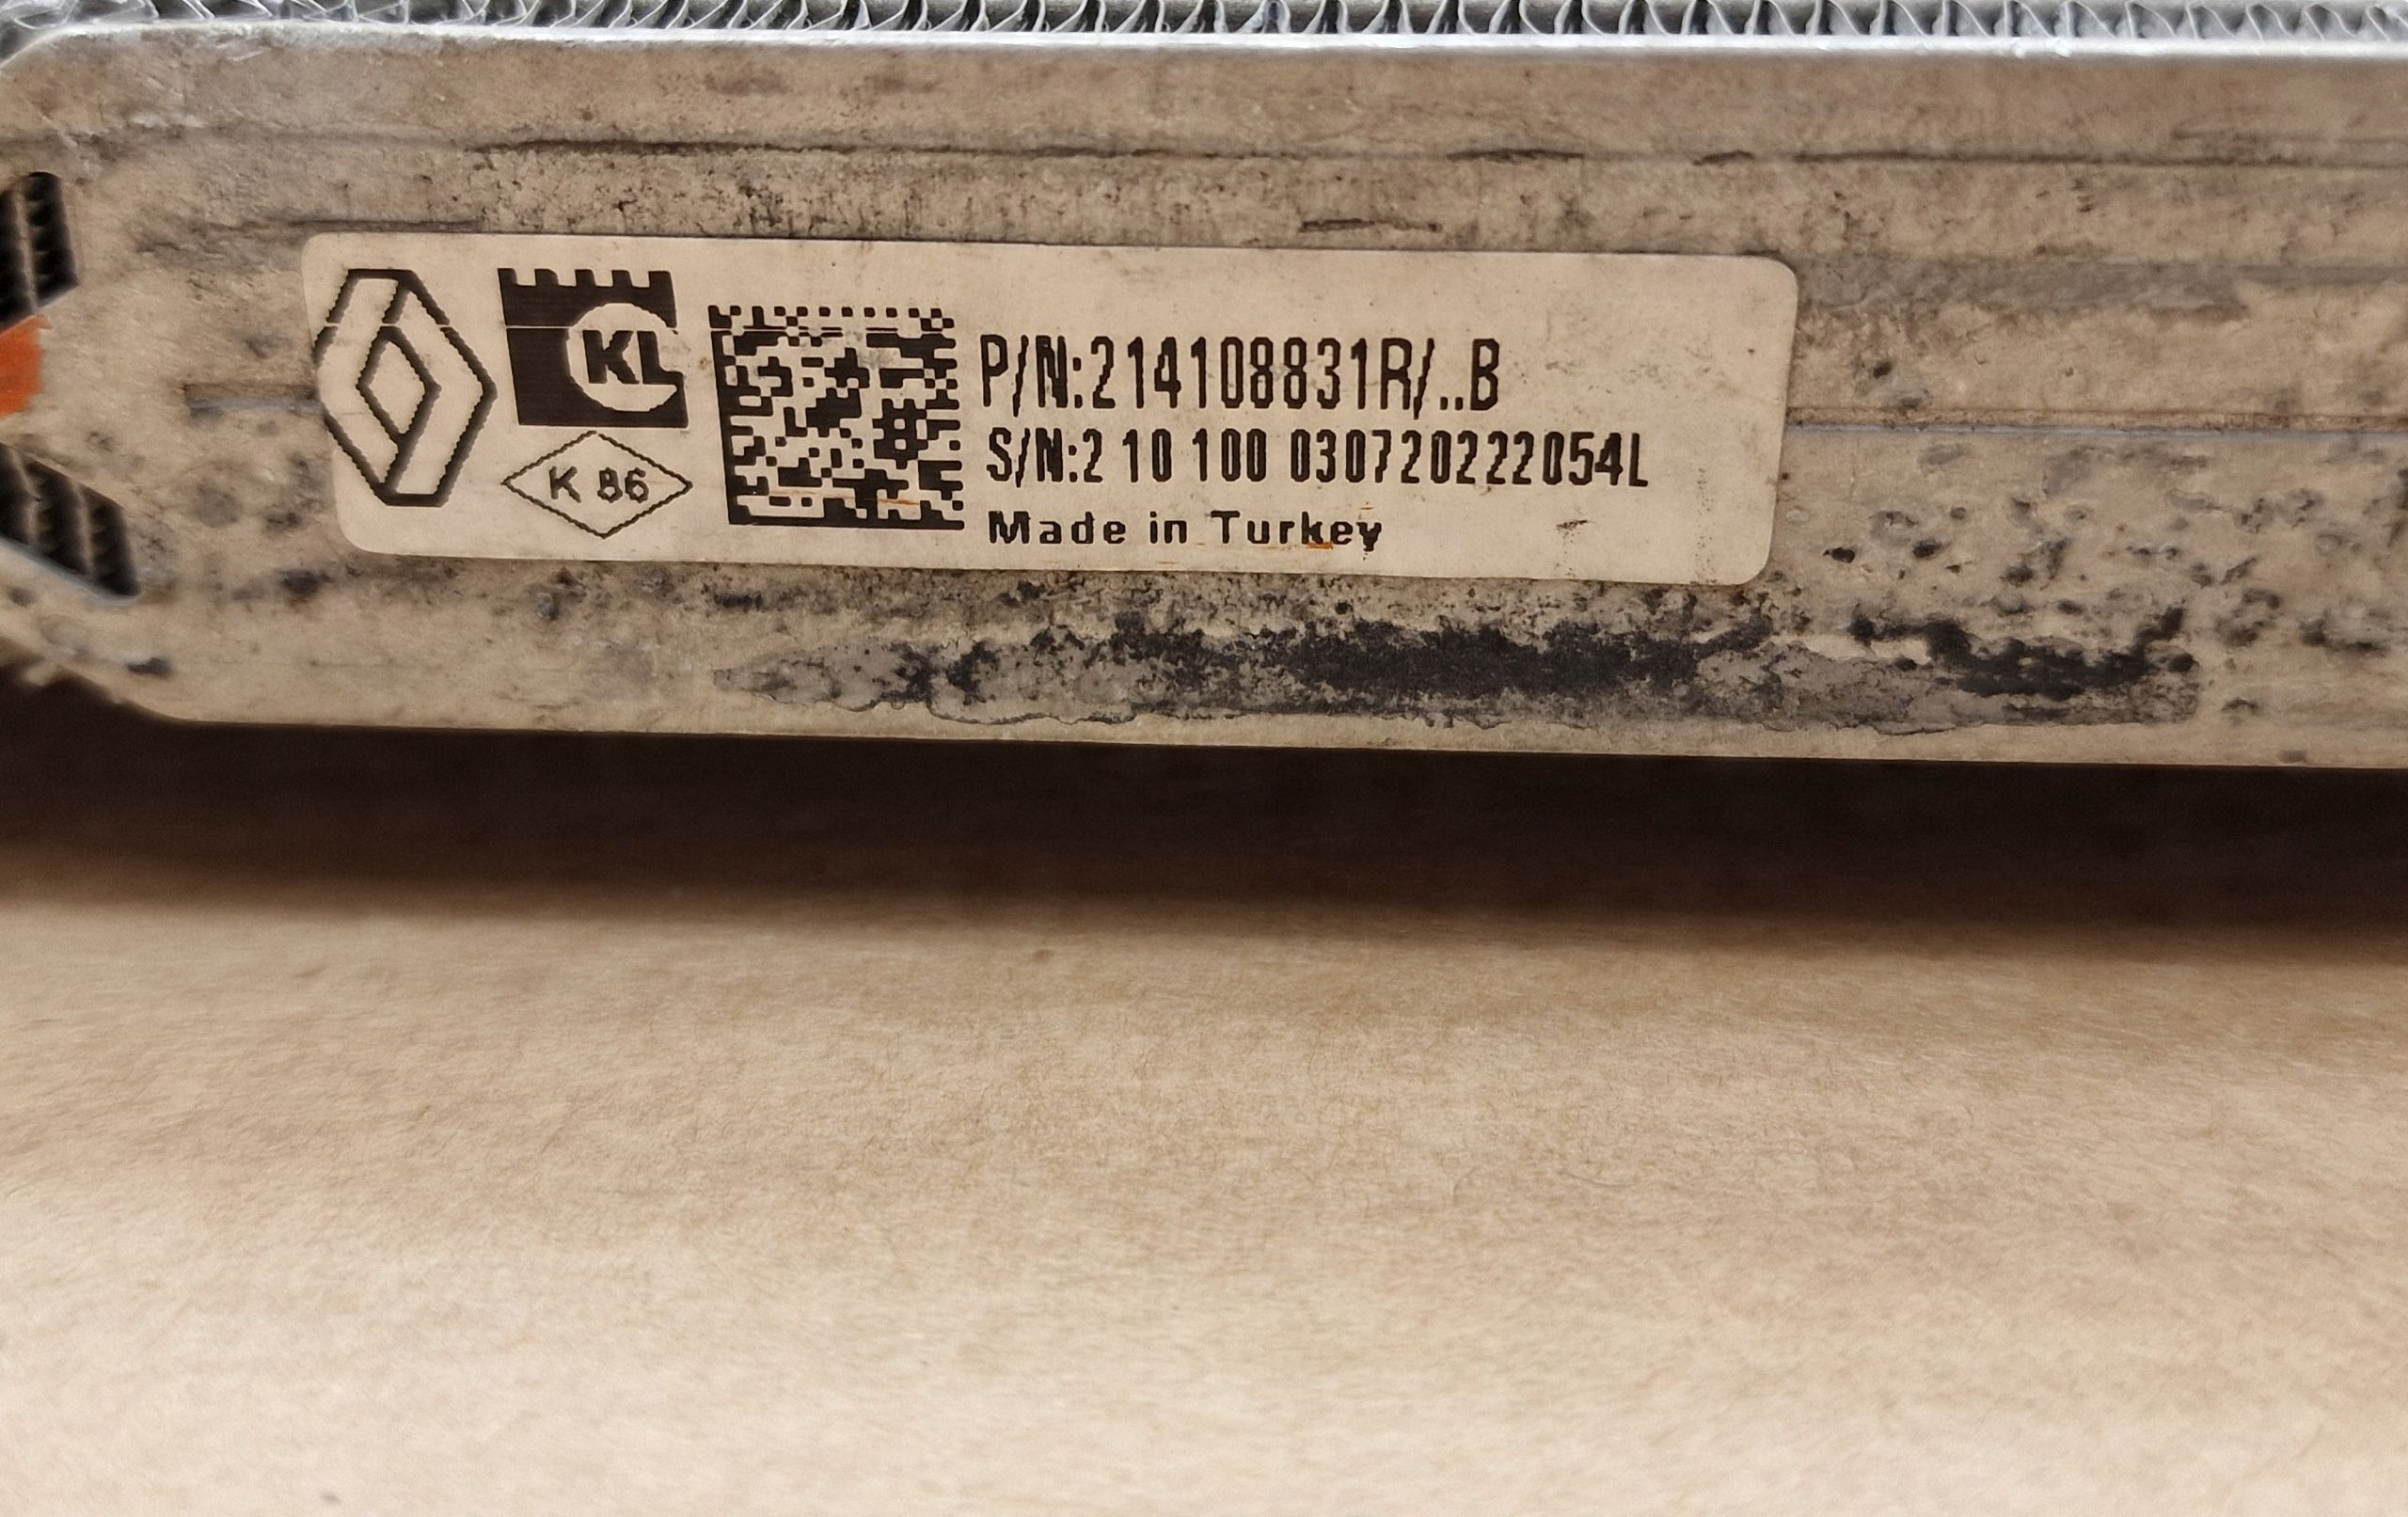 KL
K 86
P/N:214108831R/..B
S/N:2 10 100 030720222054L
Made in Turkey